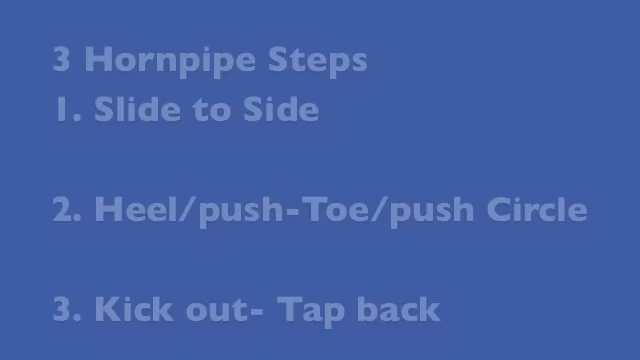 3 Hornpipe Steps
1. Slide to Side
2. Heel/push-Toe/push Circle
3. Kick out- Tap back